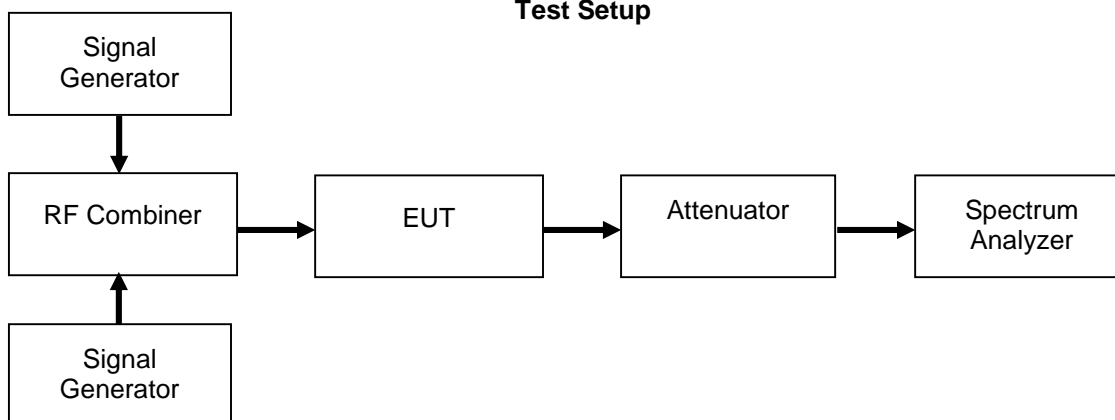 Test Setup
Signal
Generator
RF Combiner
EUT
Attenuator
Spectrum
Analyzer
Signal
Generator